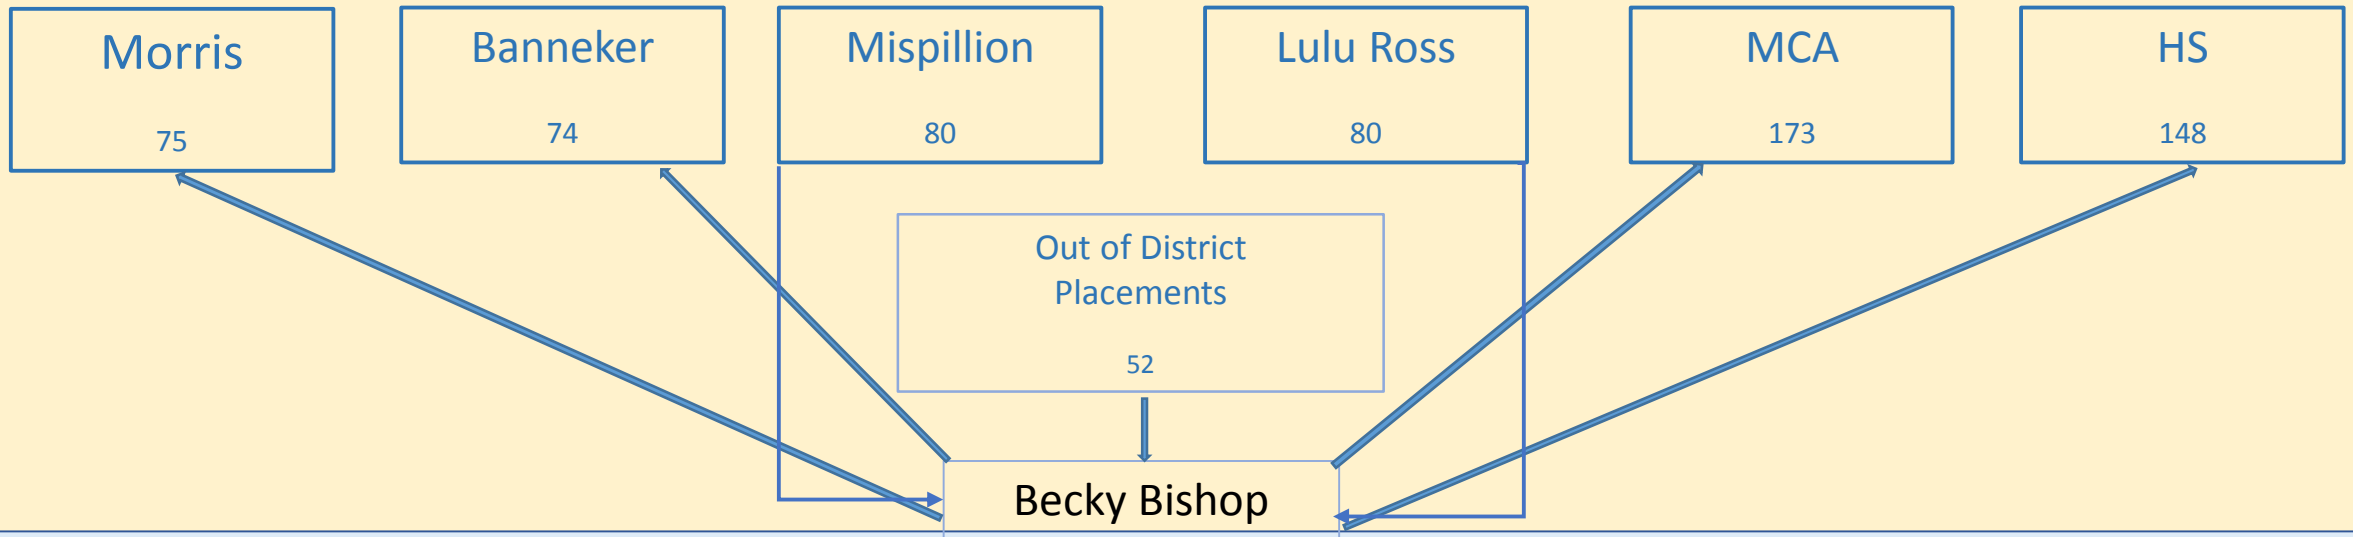 Morris
75
Banneker
74
Mispillion
80
Lulu Ross
80
MCA
173
HS
148
Out of District
Placements
52
Becky Bishop